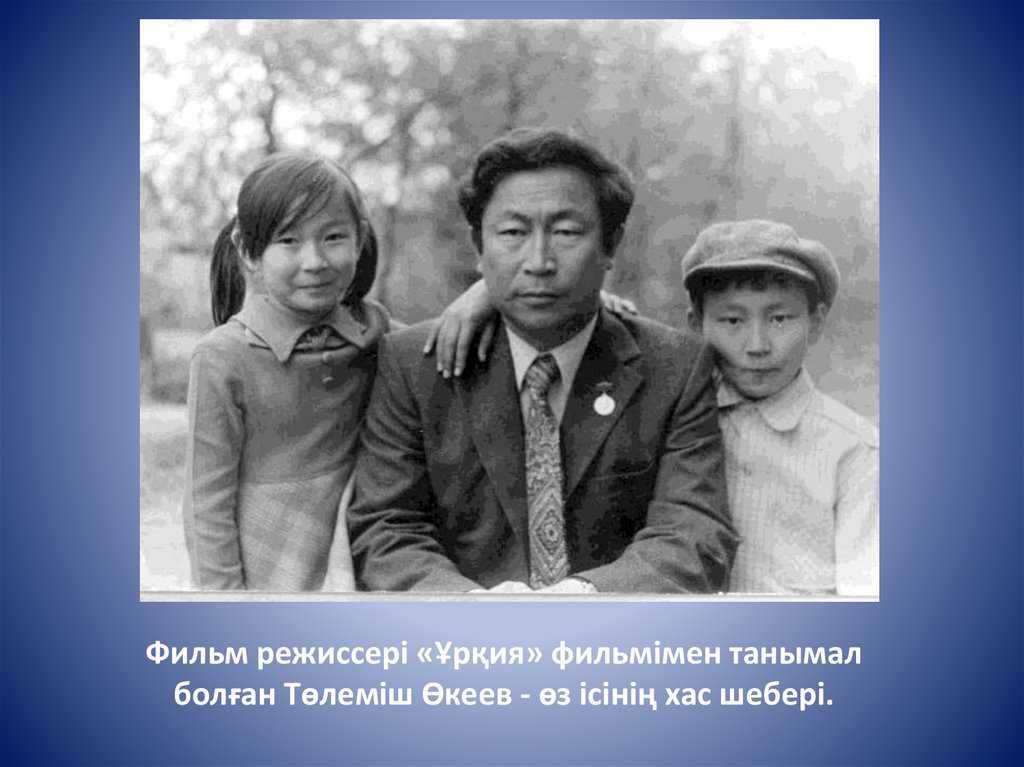 Фильм режиссері «Ұрқия» фильмімен танымал
болған Төлеміш Өкеев - өз ісінің хас шебері.